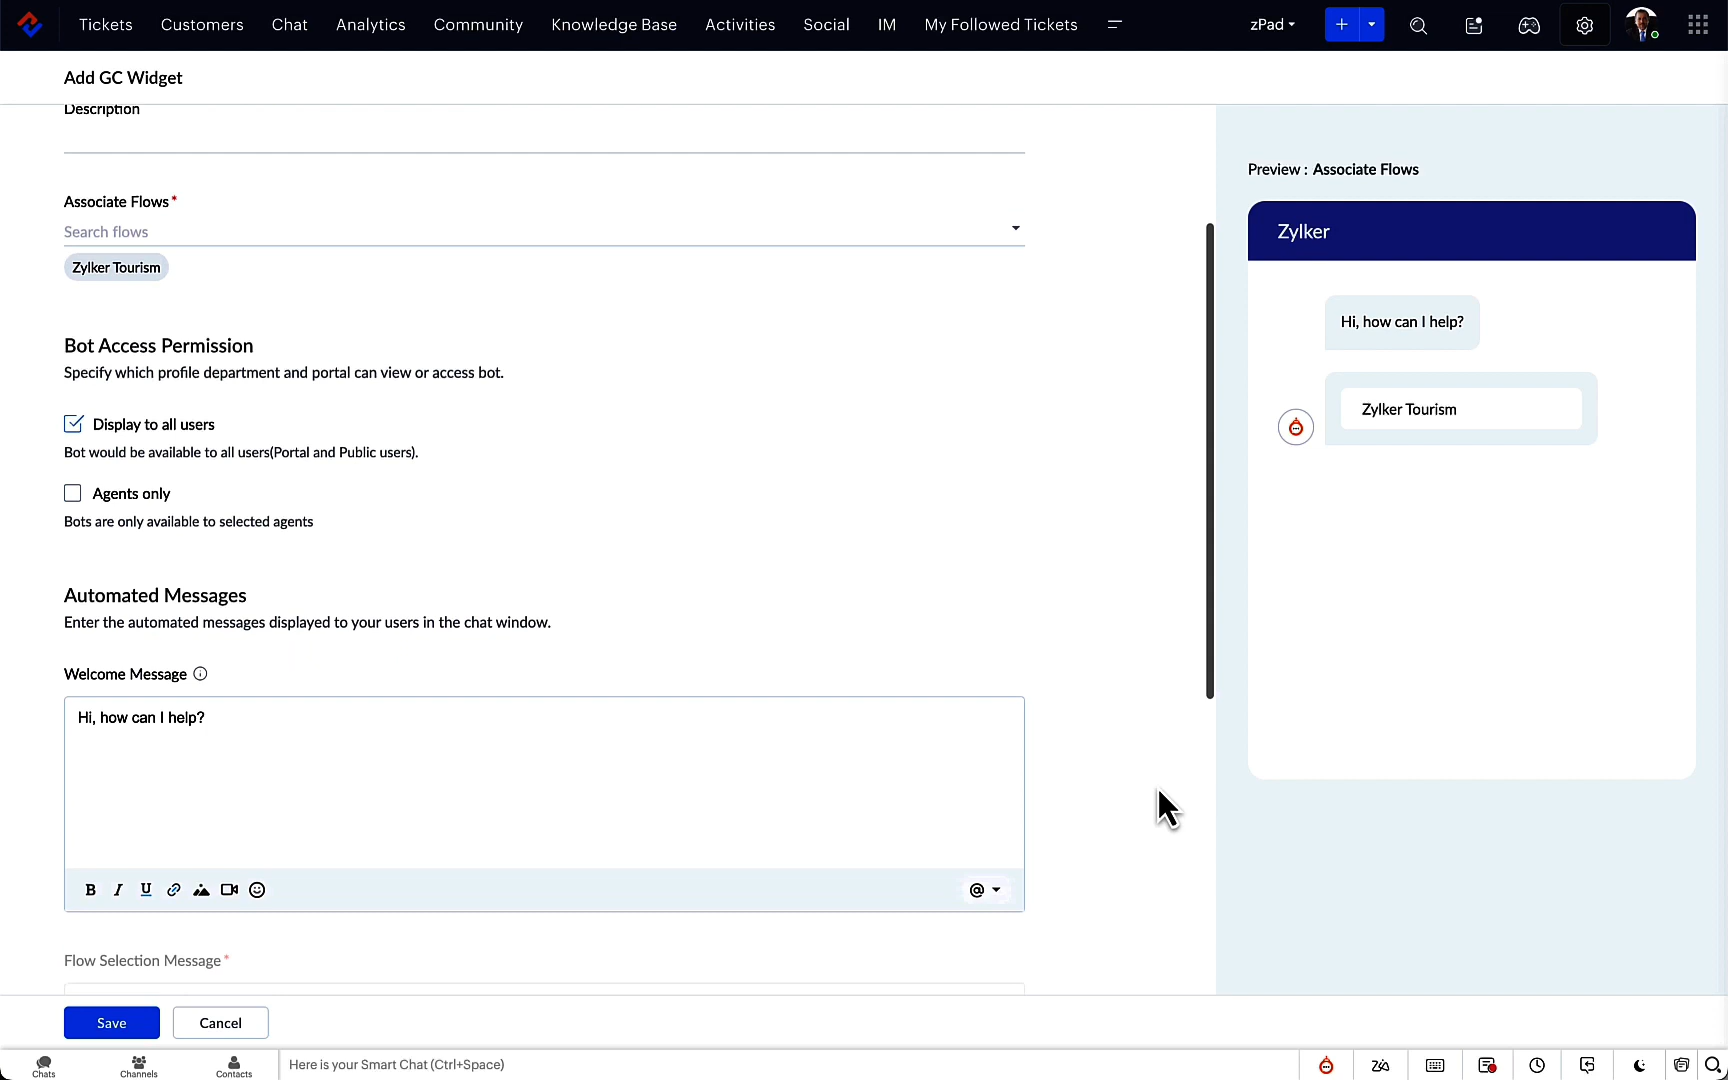 Tickets Customers Chat Analytics Community Knowledge Base Activities Social IM My Followed Tickets zPad
Add GC Widget
Description
Associate Flows*
Search flows
Zylker Tourism
Bot Access Permission
Specify which profile department and portal can view or access bot.
Display to all users
Bot would be available to all users(Portal and Public users).
Agents only
Bots are only available to selected agents
Automated Messages
Enter the automated messages displayed to your users in the chat window.
Welcome Message
Hi, how can I help?
B I U @
Flow Selection Message*
Save Cancel
Preview : Associate Flows
Zylker
Hi, how can I help?
Zylker Tourism
Chats Channels Contacts Here is your Smart Chat (Ctrl+Space)